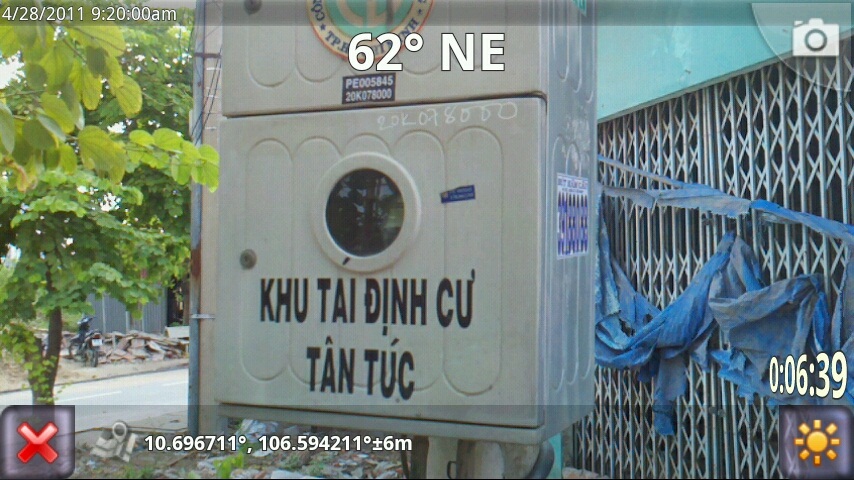 4/28/2011 9:20:00am
62° NE
PE005845
20K078000
20K078000
KHU TÁI ĐỊNH CƯ
TÂN TÚC
0:06:39
10.696711°, 106.594211°±6m